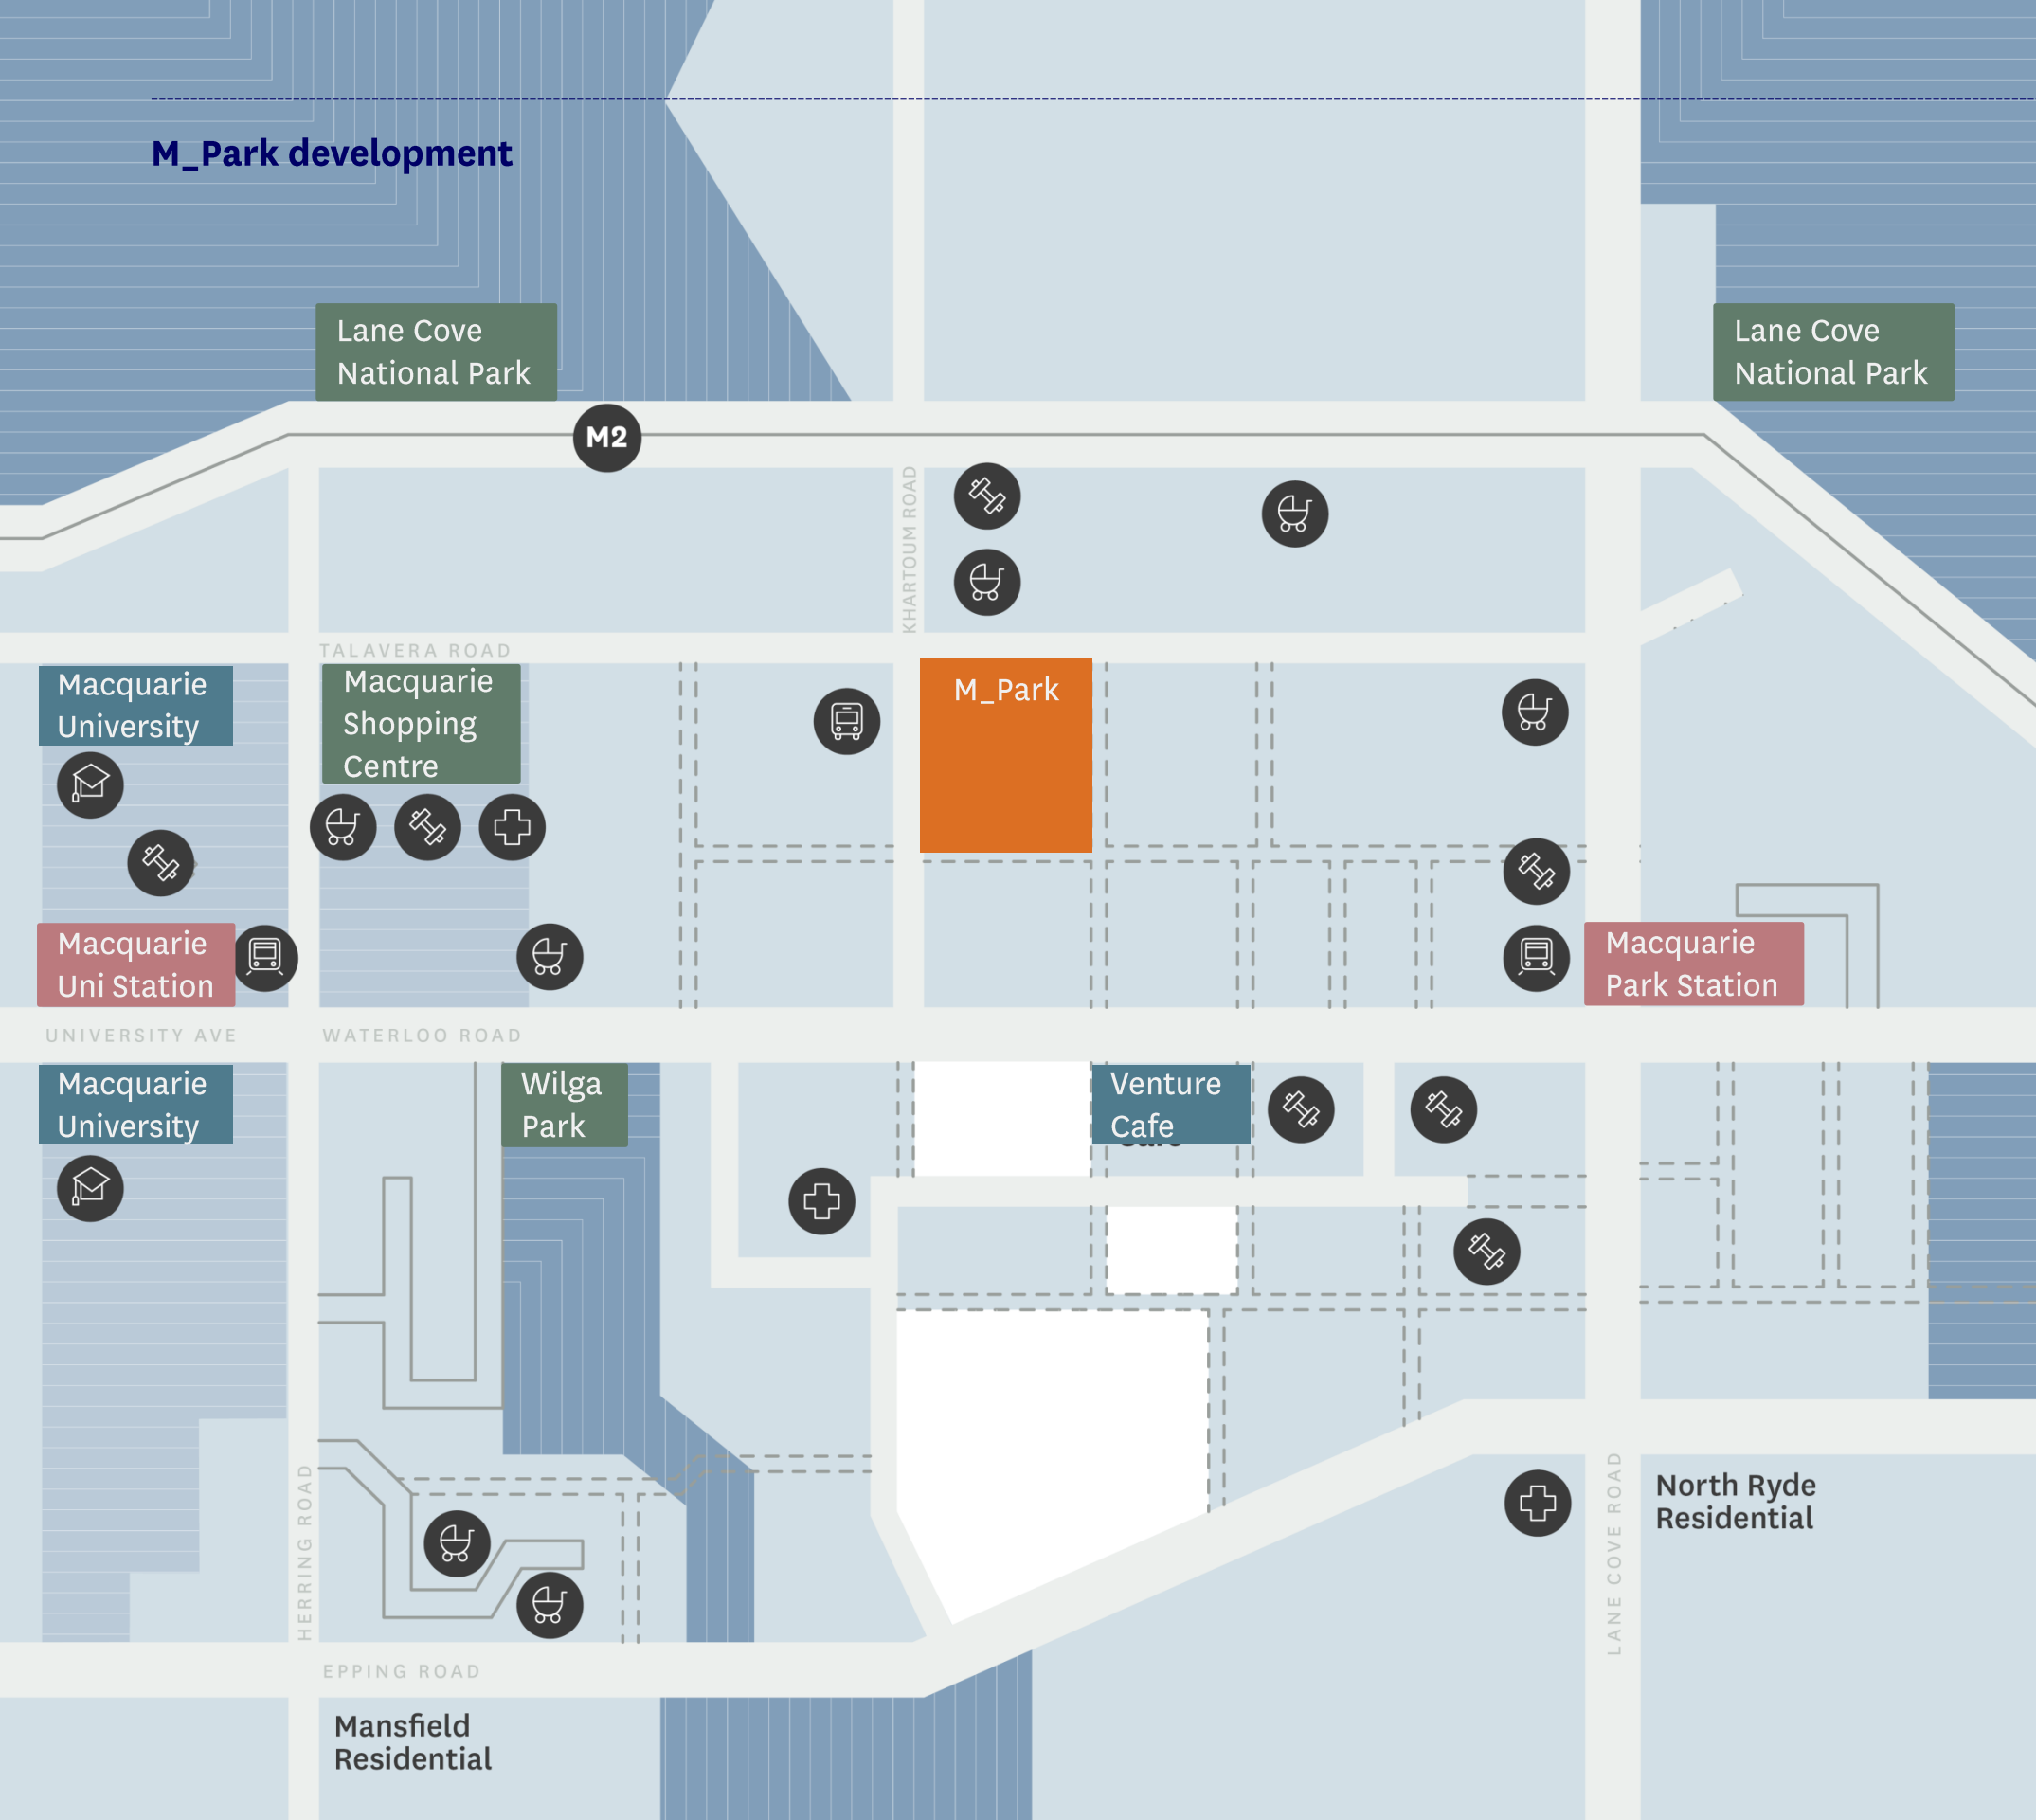 M_Park development
Lane Cove
National Park
Lane Cove
National Park
M2
KHARTOUM ROAD
TALAVERA ROAD
Macquarie
University
Macquarie
Shopping
Centre
M_Park
Macquarie
Uni Station
Macquarie
Park Station
UNIVERSITY AVE
WATERLOO ROAD
Macquarie
University
Wilga
Park
Venture
Cafe
HERRING ROAD
LANE COVE ROAD
North Ryde
Residential
EPPING ROAD
Mansfield
Residential